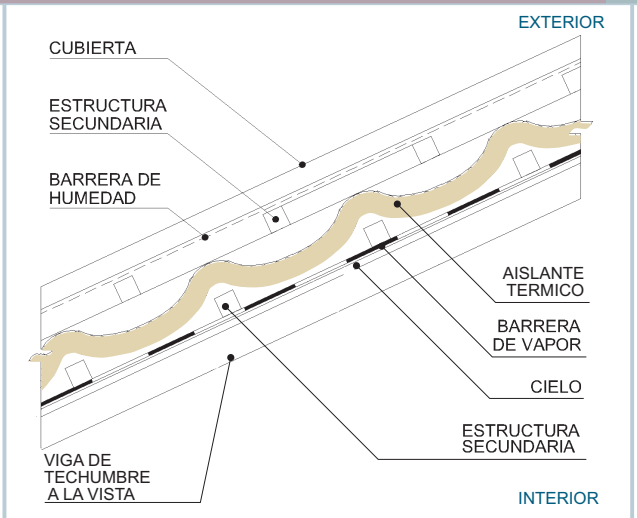 EXTERIOR
CUBIERTA
ESTRUCTURA
SECUNDARIA
BARRERA DE
HUMEDAD
AISLANTE
TERMICO
BARRERA
DE VAPOR
CIELO
ESTRUCTURA
SECUNDARIA
VIGA DE
TECHUMBRE
A LA VISTA
INTERIOR